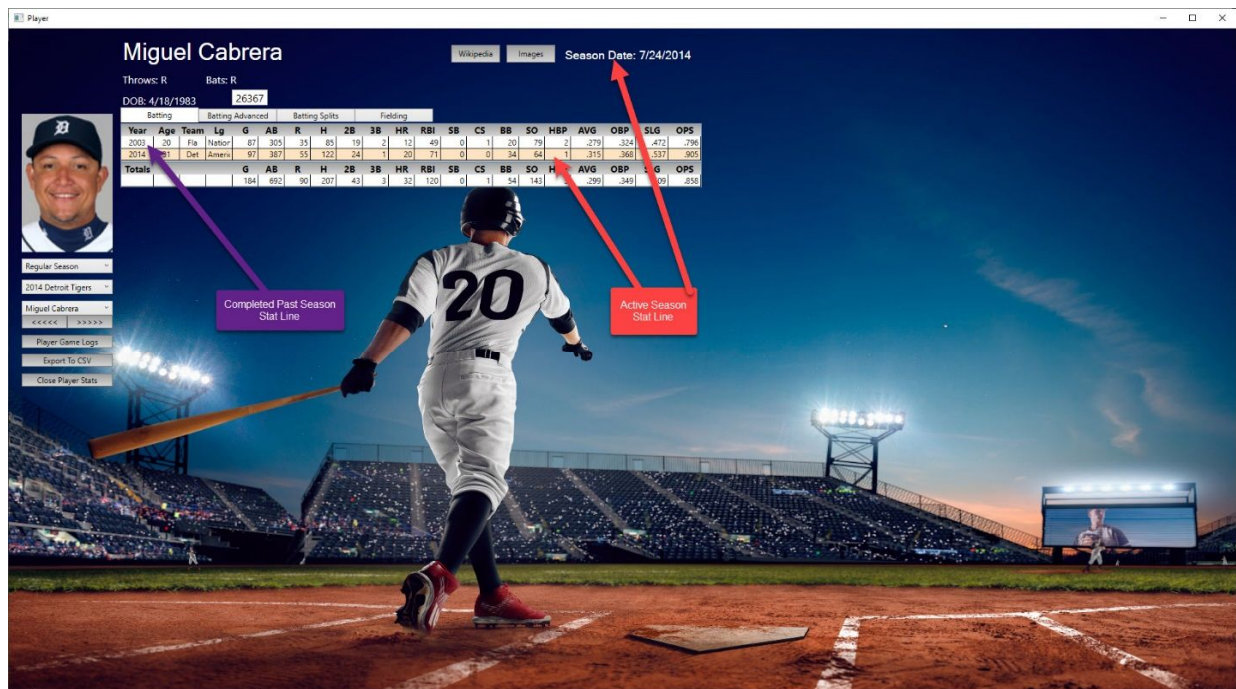 Player
Miguel Cabrera
Wikipedia Images Season Date: 7/24/2014
Throws: R Bats: R
DOB: 4/18/1983 26367
Batting Batting Advanced Batting Splits Fielding
Year Age Team Lg G AB R H 2B 3B HR RBI SB CS BB SO HBP AVG OBP SLG OPS
2003 20 Fla Nation 87 305 35 85 19 2 12 49 0 1 20 79 2 .279 .324 .472 .796
2014 31 Det Americ 97 387 55 122 24 1 20 71 0 0 34 64 1 .315 .368 .537 .905
Totals G AB R H 2B 3B HR RBI SB CS BB SO AVG OBP SLG OPS
184 692 90 207 43 3 32 120 0 1 54 143 .299 .349 .858
Regular Season
2014 Detroit Tigers
Miguel Cabrera
<<<<< >>>>>
Player Game Logs
Export To CSV
Close Player Stats
Completed Past Season
Stat Line
Active Season
Stat Line
20